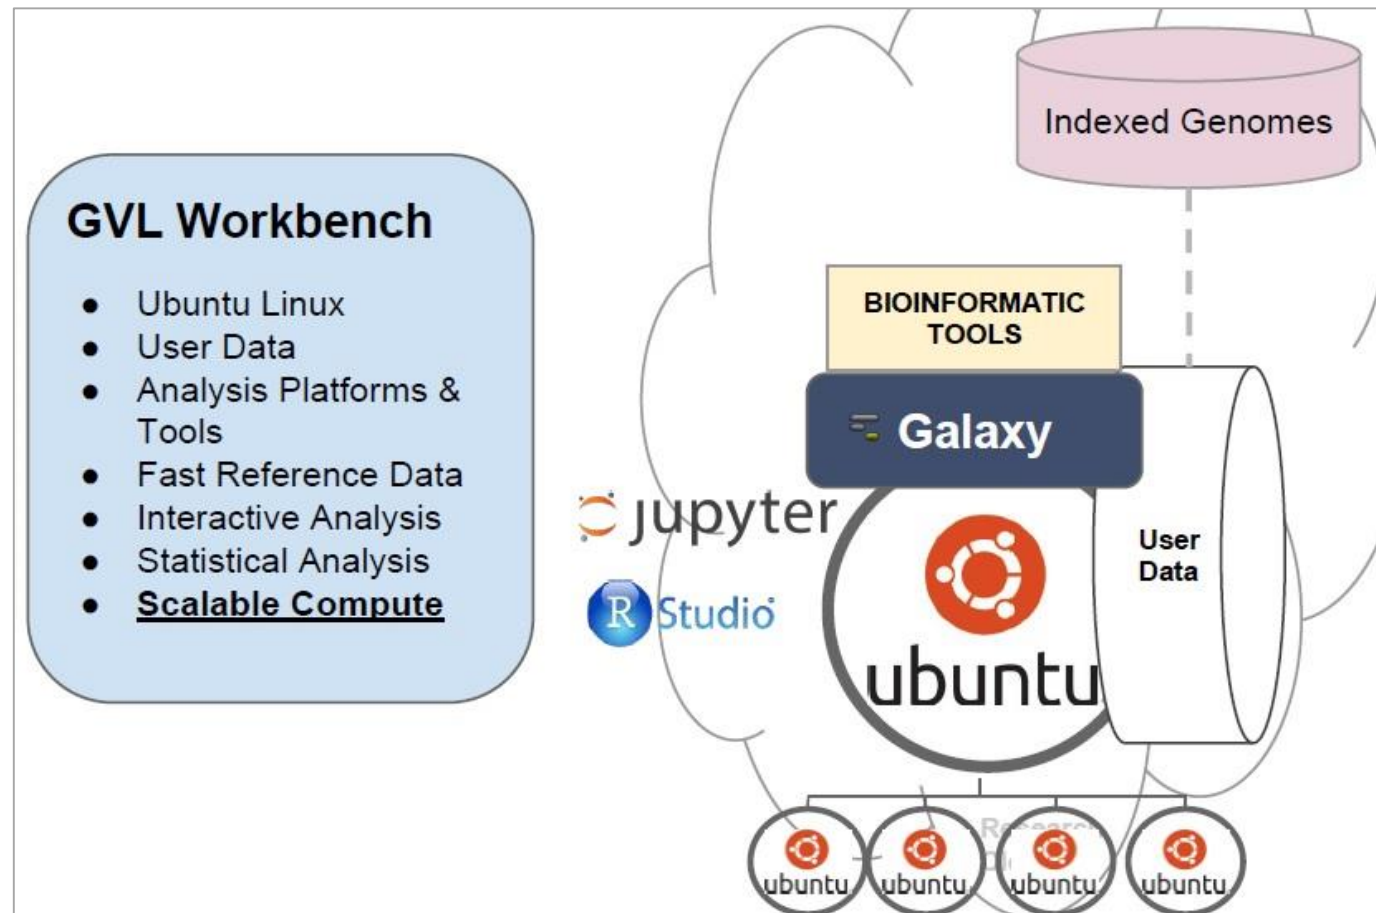 GVL Workbench
● Ubuntu Linux
● User Data
● Analysis Platforms &
Tools
● Fast Reference Data
● Interactive Analysis
● Statistical Analysis
● Scalable Compute
Indexed Genomes
BIOINFORMATIC
TOOLS
Galaxy
jupyter
R Studio
ubuntu
User
Data
Research
ubuntu
ubuntu
ubuntu
ubuntu